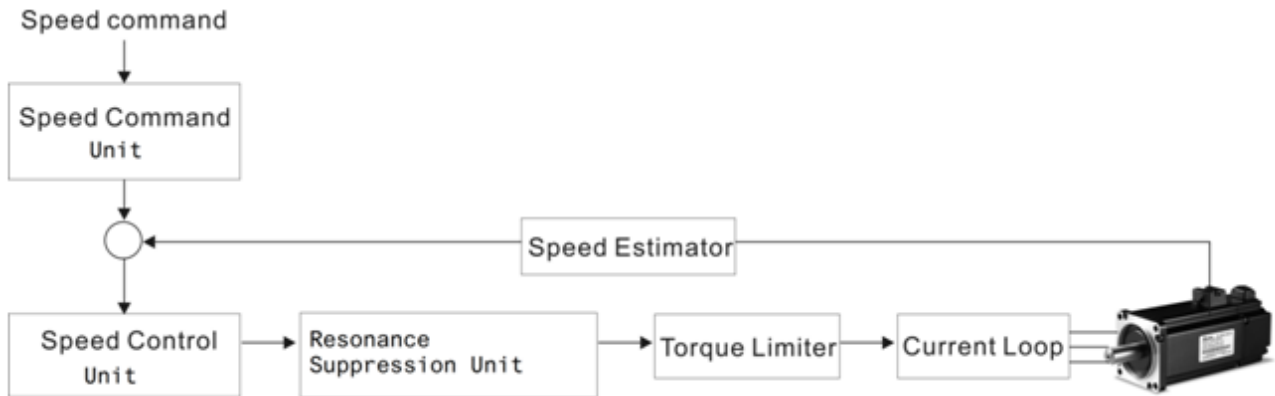 Speed command
Speed Command
Unit
Speed Estimator
Speed Control
Unit
Resonance
Suppression Unit
Torque Limiter
Current Loop